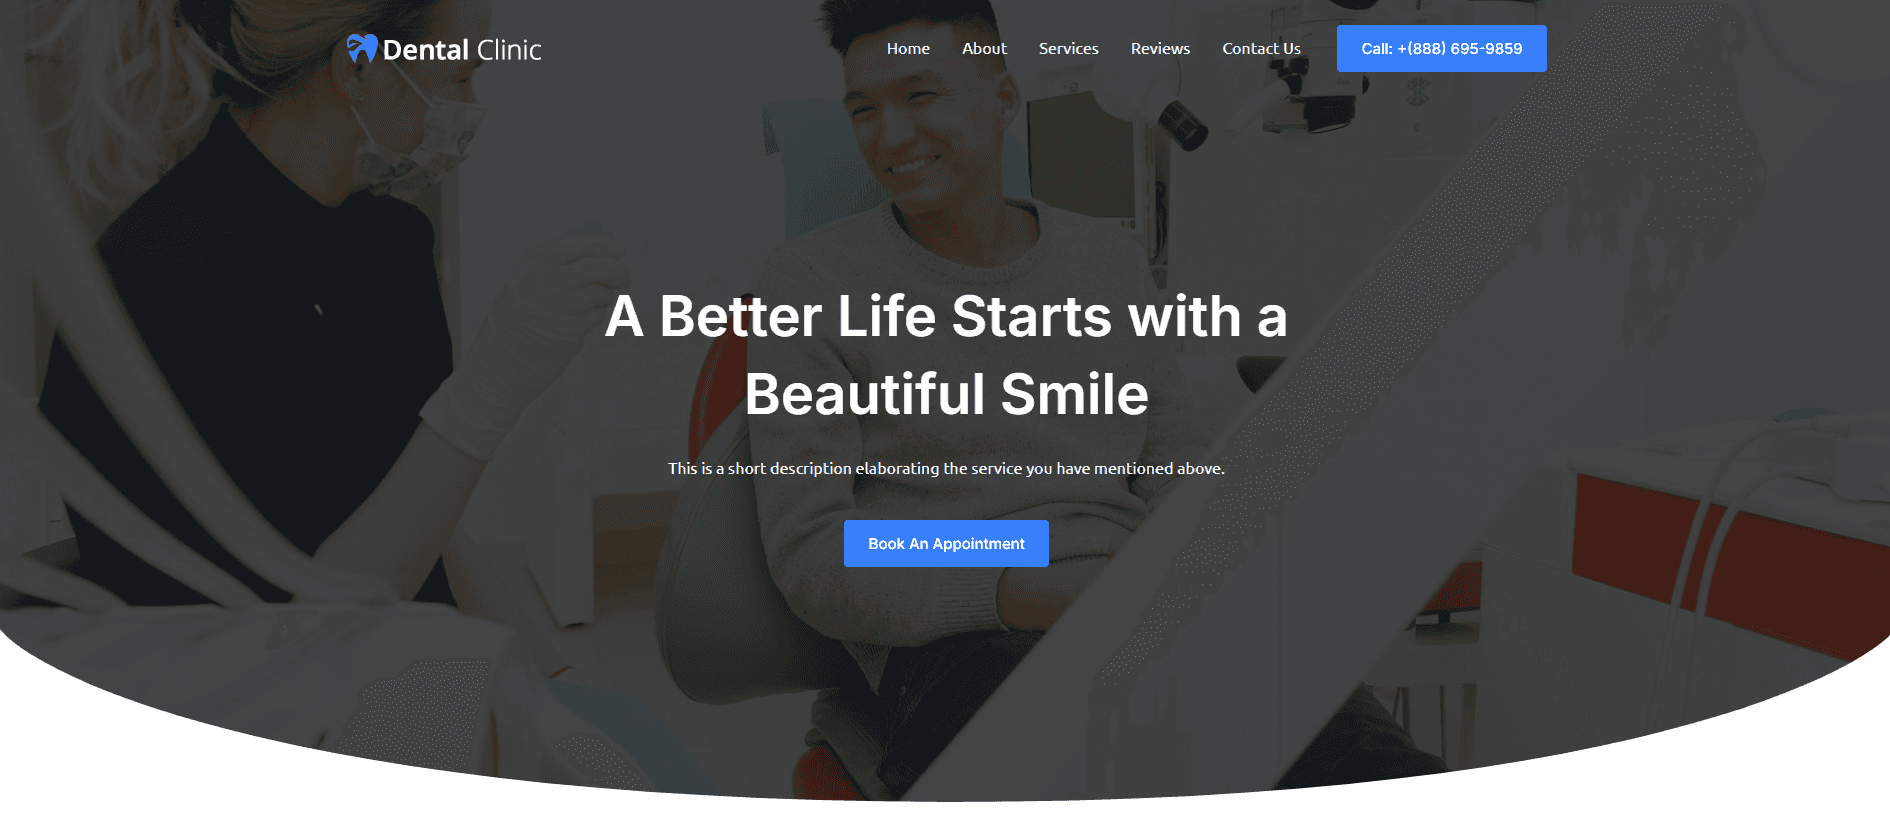 Dental Clinic
Home
About
Services
Reviews
Contact Us
Call: +(888) 695-9859
A Better Life Starts with a
Beautiful Smile
This is a short description elaborating the service you have mentioned above.
Book An Appointment